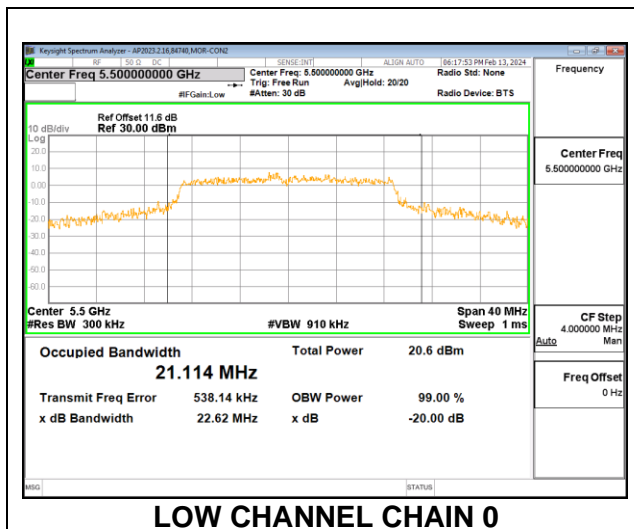 Keysight Spectrum Analyzer - AP2023.2.16,84740,MOR-CON2
RF 50 Ω DC SENSE:INT ALIGN AUTO 06:17:53 PM Feb 13, 2024
Center Freq 5.500000000 GHz
Center Freq: 5.500000000 GHz Radio Std: None
Trig: Free Run Avg|Hold: 20/20
#IFGain:Low #Atten: 30 dB Radio Device: BTS
Frequency
Ref Offset 11.6 dB
10 dB/div Ref 30.00 dBm
Log
20.0
10.0
0.00
-10.0
-20.0
-30.0
-40.0
-50.0
-60.0
Center Freq
5.500000000 GHz
Center 5.5 GHz Span 40 MHz
#Res BW 300 kHz #VBW 910 kHz Sweep 1 ms
CF Step
4.000000 MHz
Auto Man
Occupied Bandwidth Total Power 20.6 dBm
21.114 MHz
Transmit Freq Error 538.14 kHz OBW Power 99.00 %
x dB Bandwidth 22.62 MHz x dB -20.00 dB
Freq Offset
0 Hz
MSG STATUS
LOW CHANNEL CHAIN 0